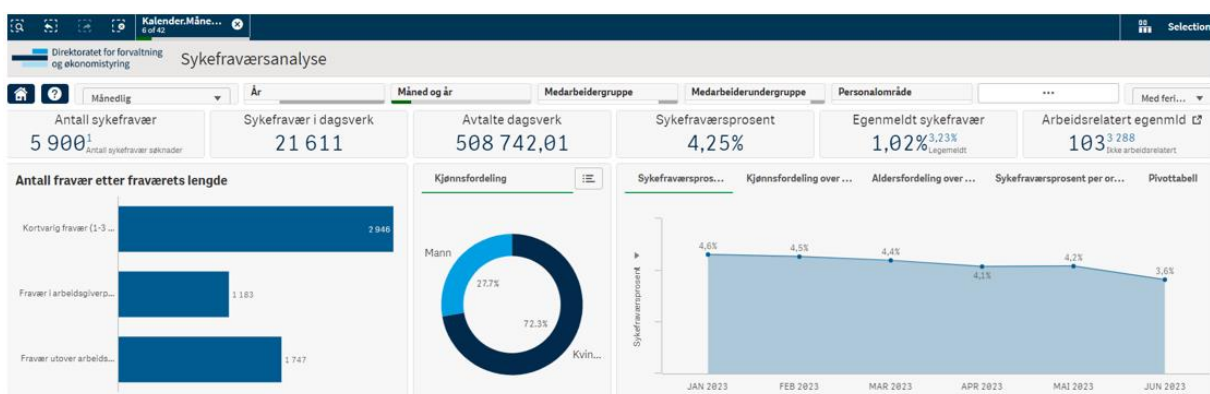 Kalender.Måne...
6 of 42
Selection
Direktoratet for forvaltning
og økonomistyring
Sykefraværsanalyse
Månedlig
År
Måned og år
Medarbeidergruppe
Medarbeiderundergruppe
Personalområde
...
Med feri...
Antall sykefravær
5 900 1 Antall sykefravær søknader
Sykefravær i dagsverk
21 611
Avtalte dagsverk
508 742,01
Sykefraværsprosent
4,25%
Egenmeldt sykefravær
1,02% 3,23% Legemeldt
Arbeidsrelatert egenmld
103 3 288 Ikke arbeidsrelatert
Antall fravær etter fraværets lengde
Kortvarig fravær (1-3 ...
2 946
Fravær i arbeidsgiverp...
1 183
Fravær utover arbeids...
1 747
Kjønnsfordeling
Mann
27.7%
72.3%
Kvin...
Sykefraværspros...
Kjønnsfordeling over ...
Aldersfordeling over ...
Sykefraværsprosent per or...
Pivottabell
Sykefraværsprosent
4,6%
4,5%
4,4%
4,1%
4,2%
3,6%
JAN 2023
FEB 2023
MAR 2023
APR 2023
MAI 2023
JUN 2023